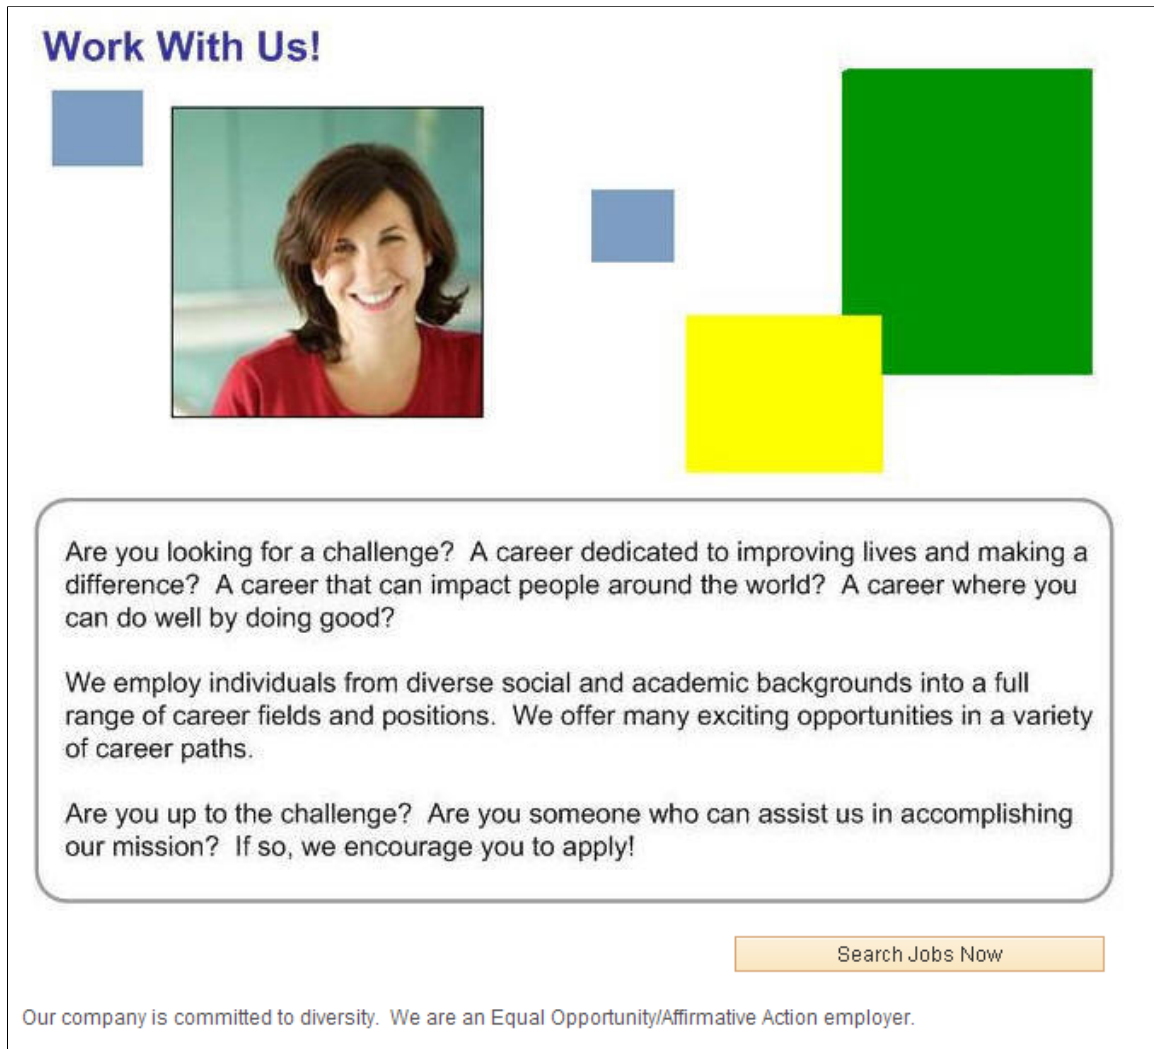 Work With Us!
Are you looking for a challenge?  A career dedicated to improving lives and making a
difference?  A career that can impact people around the world?  A career where you
can do well by doing good?
We employ individuals from diverse social and academic backgrounds into a full
range of career fields and positions.  We offer many exciting opportunities in a variety
of career paths.
Are you up to the challenge?  Are you someone who can assist us in accomplishing
our mission?  If so, we encourage you to apply!
Search Jobs Now
Our company is committed to diversity.  We are an Equal Opportunity/Affirmative Action employer.